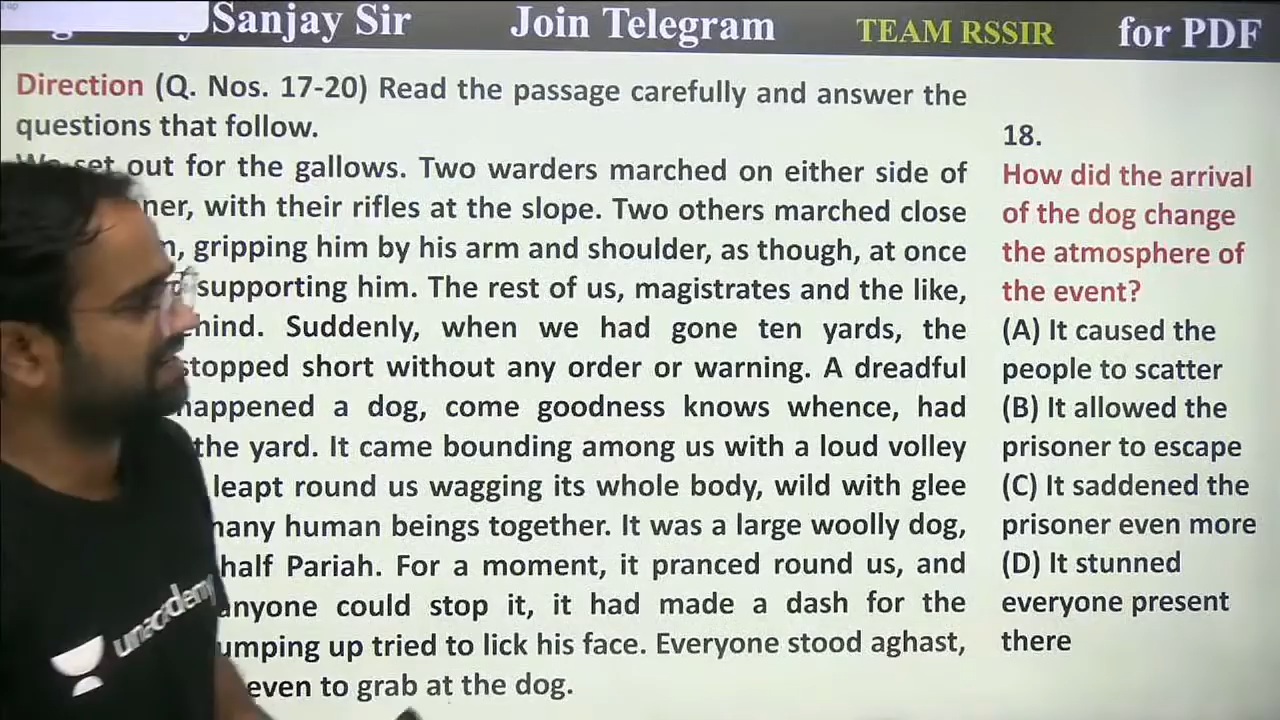 Sanjay Sir Join Telegram TEAM RSSIR for PDF
Direction (Q. Nos. 17-20) Read the passage carefully and answer the
questions that follow.
We set out for the gallows. Two warders marched on either side of
ner, with their rifles at the slope. Two others marched close
, gripping him by his arm and shoulder, as though, at once
supporting him. The rest of us, magistrates and the like,
hind. Suddenly, when we had gone ten yards, the
stopped short without any order or warning. A dreadful
happened a dog, come goodness knows whence, had
the yard. It came bounding among us with a loud volley
leapt round us wagging its whole body, wild with glee
many human beings together. It was a large woolly dog,
half Pariah. For a moment, it pranced round us, and
anyone could stop it, it had made a dash for the
umping up tried to lick his face. Everyone stood aghast,
even to grab at the dog.
18.
How did the arrival
of the dog change
the atmosphere of
the event?
(A) It caused the
people to scatter
(B) It allowed the
prisoner to escape
(C) It saddened the
prisoner even more
(D) It stunned
everyone present
there
unacademy